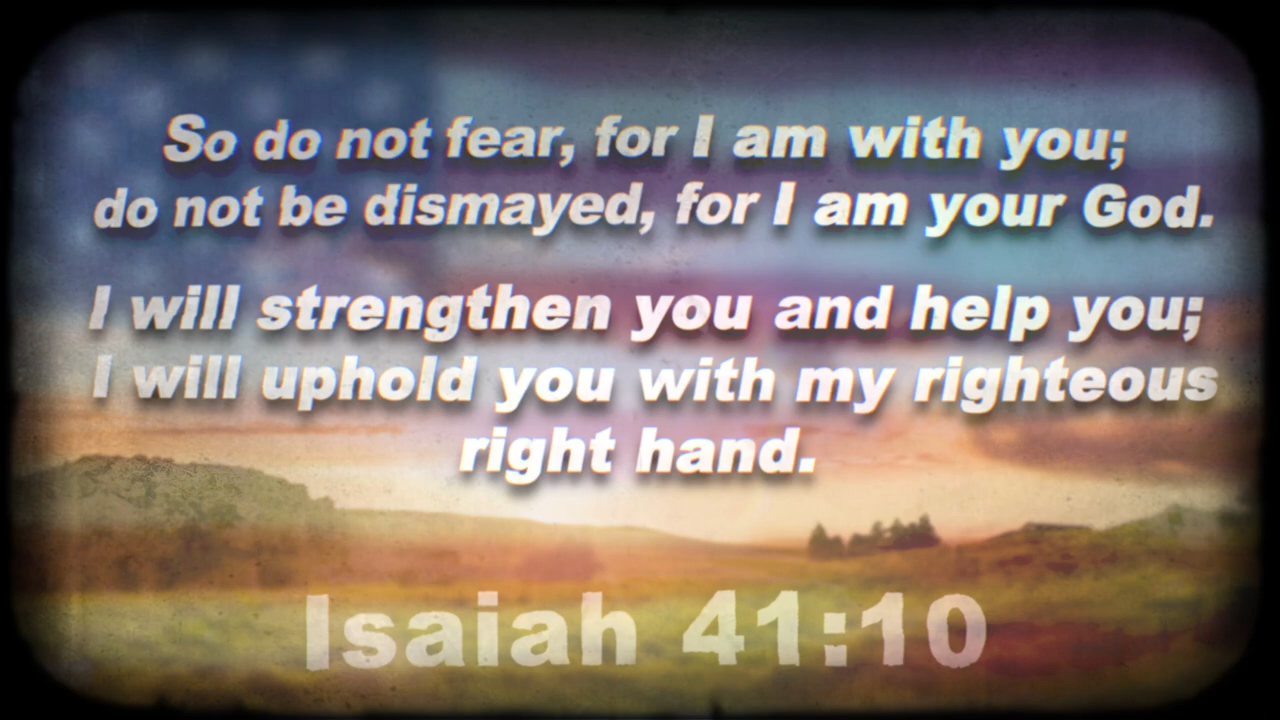 So do not fear, for I am with you;
do not be dismayed, for I am your God.
I will strengthen you and help you;
I will uphold you with my righteous
right hand.
Isaiah 41:10